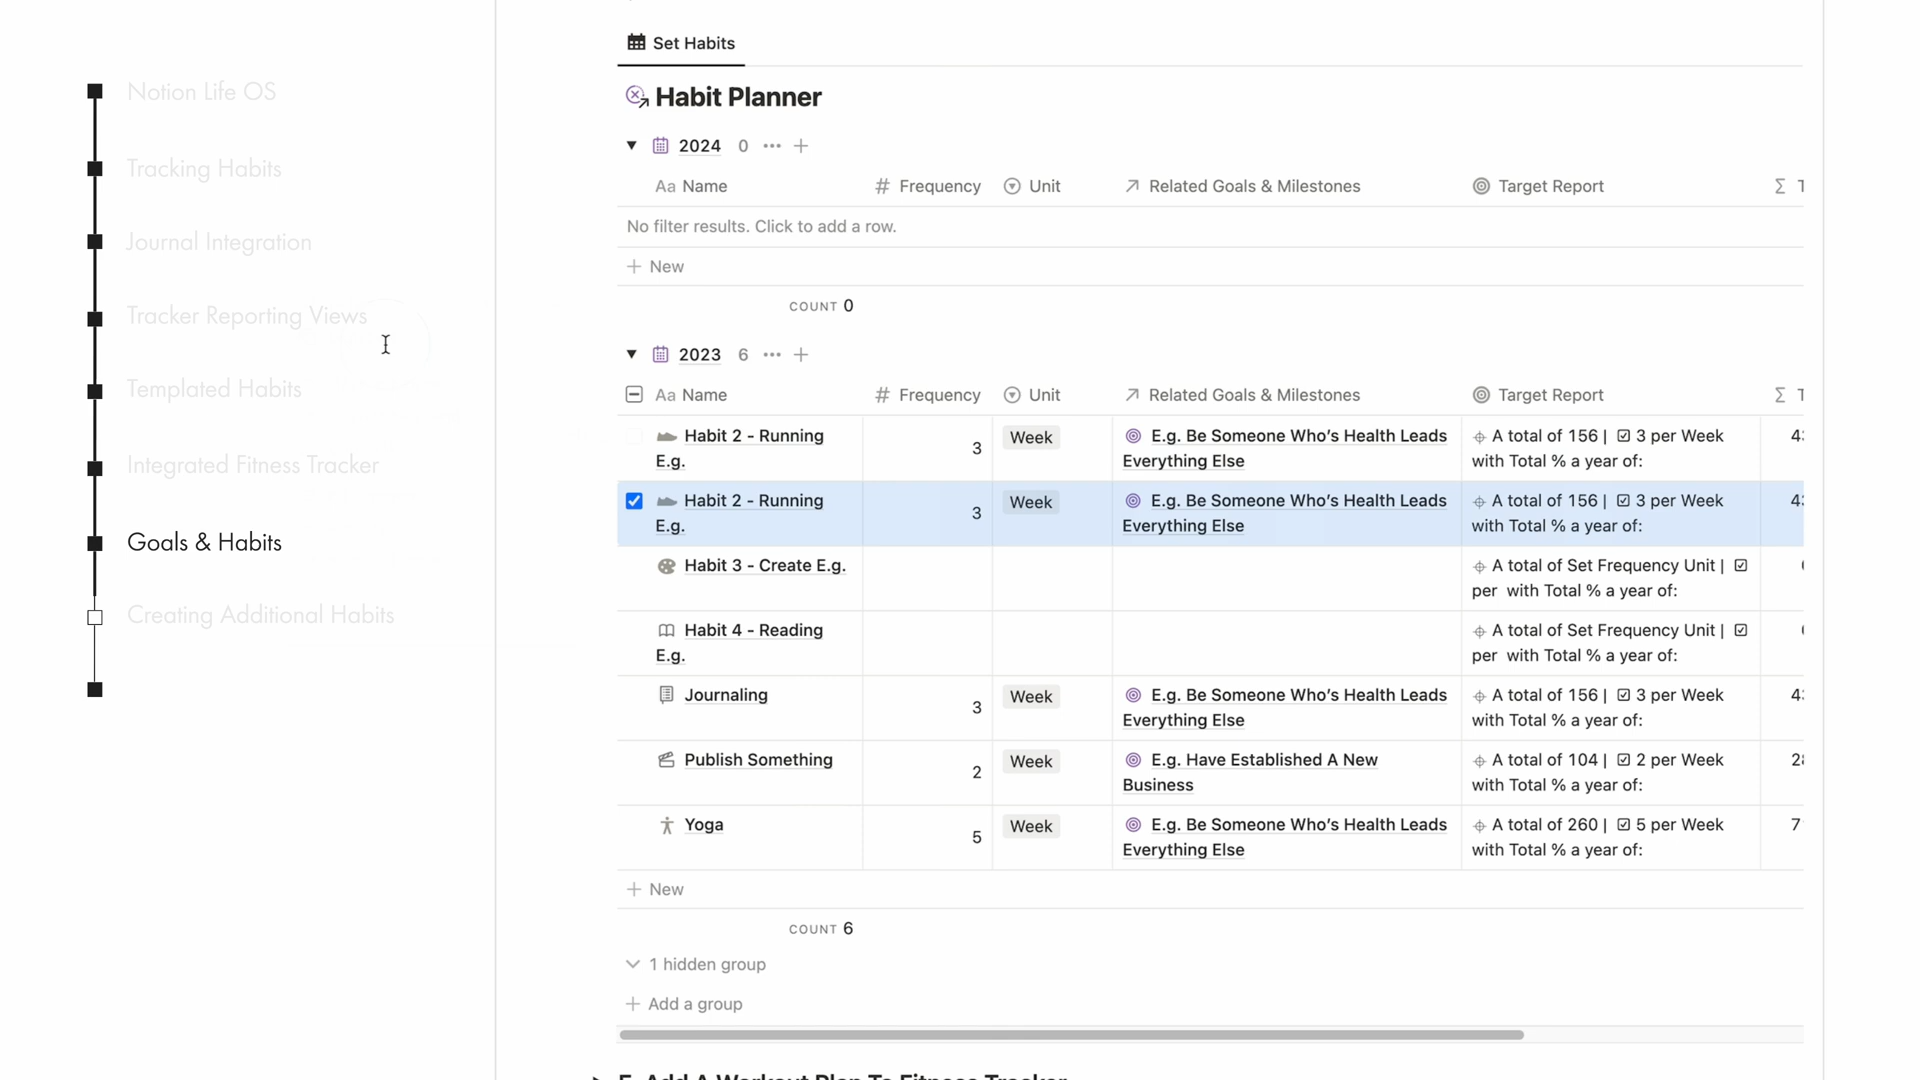 Notion Life OS
Tracking Habits
Journal Integration
Tracker Reporting Views
Templated Habits
Integrated Fitness Tracker
Goals & Habits
Creating Additional Habits
Set Habits
Habit Planner
2024 0
Aa Name # Frequency Unit Related Goals & Milestones Target Report Σ T
No filter results. Click to add a row.
+ New
COUNT 0
2023 6
Aa Name # Frequency Unit Related Goals & Milestones Target Report Σ T
Habit 2 - Running E.g. 3 Week E.g. Be Someone Who's Health Leads
Everything Else
A total of 156 | 3 per Week
with Total % a year of:
Habit 2 - Running E.g. 3 Week E.g. Be Someone Who's Health Leads
Everything Else
A total of 156 | 3 per Week
with Total % a year of:
Habit 3 - Create E.g.
A total of Set Frequency Unit |
per with Total % a year of:
Habit 4 - Reading
E.g.
A total of Set Frequency Unit |
per with Total % a year of:
Journaling 3 Week E.g. Be Someone Who's Health Leads
Everything Else
A total of 156 | 3 per Week
with Total % a year of:
Publish Something 2 Week E.g. Have Established A New
Business
A total of 104 | 2 per Week
with Total % a year of:
Yoga 5 Week E.g. Be Someone Who's Health Leads
Everything Else
A total of 260 | 5 per Week
with Total % a year of:
+ New
COUNT 6
1 hidden group
+ Add a group
Add A Workout Plan To Fitness Tracker